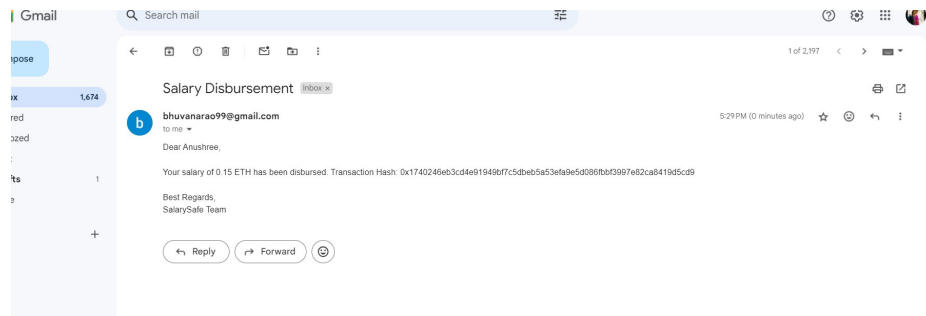 Gmail
Search mail
npose
1 of 2,197
Salary Disbursement Inbox ×
ox 1,674
red
bhuvanarao99@gmail.com 5:29 PM (0 minutes ago)
to me
b
ozed
Dear Anushree,
Your salary of 0.15 ETH has been disbursed. Transaction Hash: 0x1740246eb3cd4e91949bf7c5dbeb5a53efa9e5d086fbbf3997e82ca8419d5cd9
fts 1
e
Best Regards,
SalarySafe Team
Reply Forward